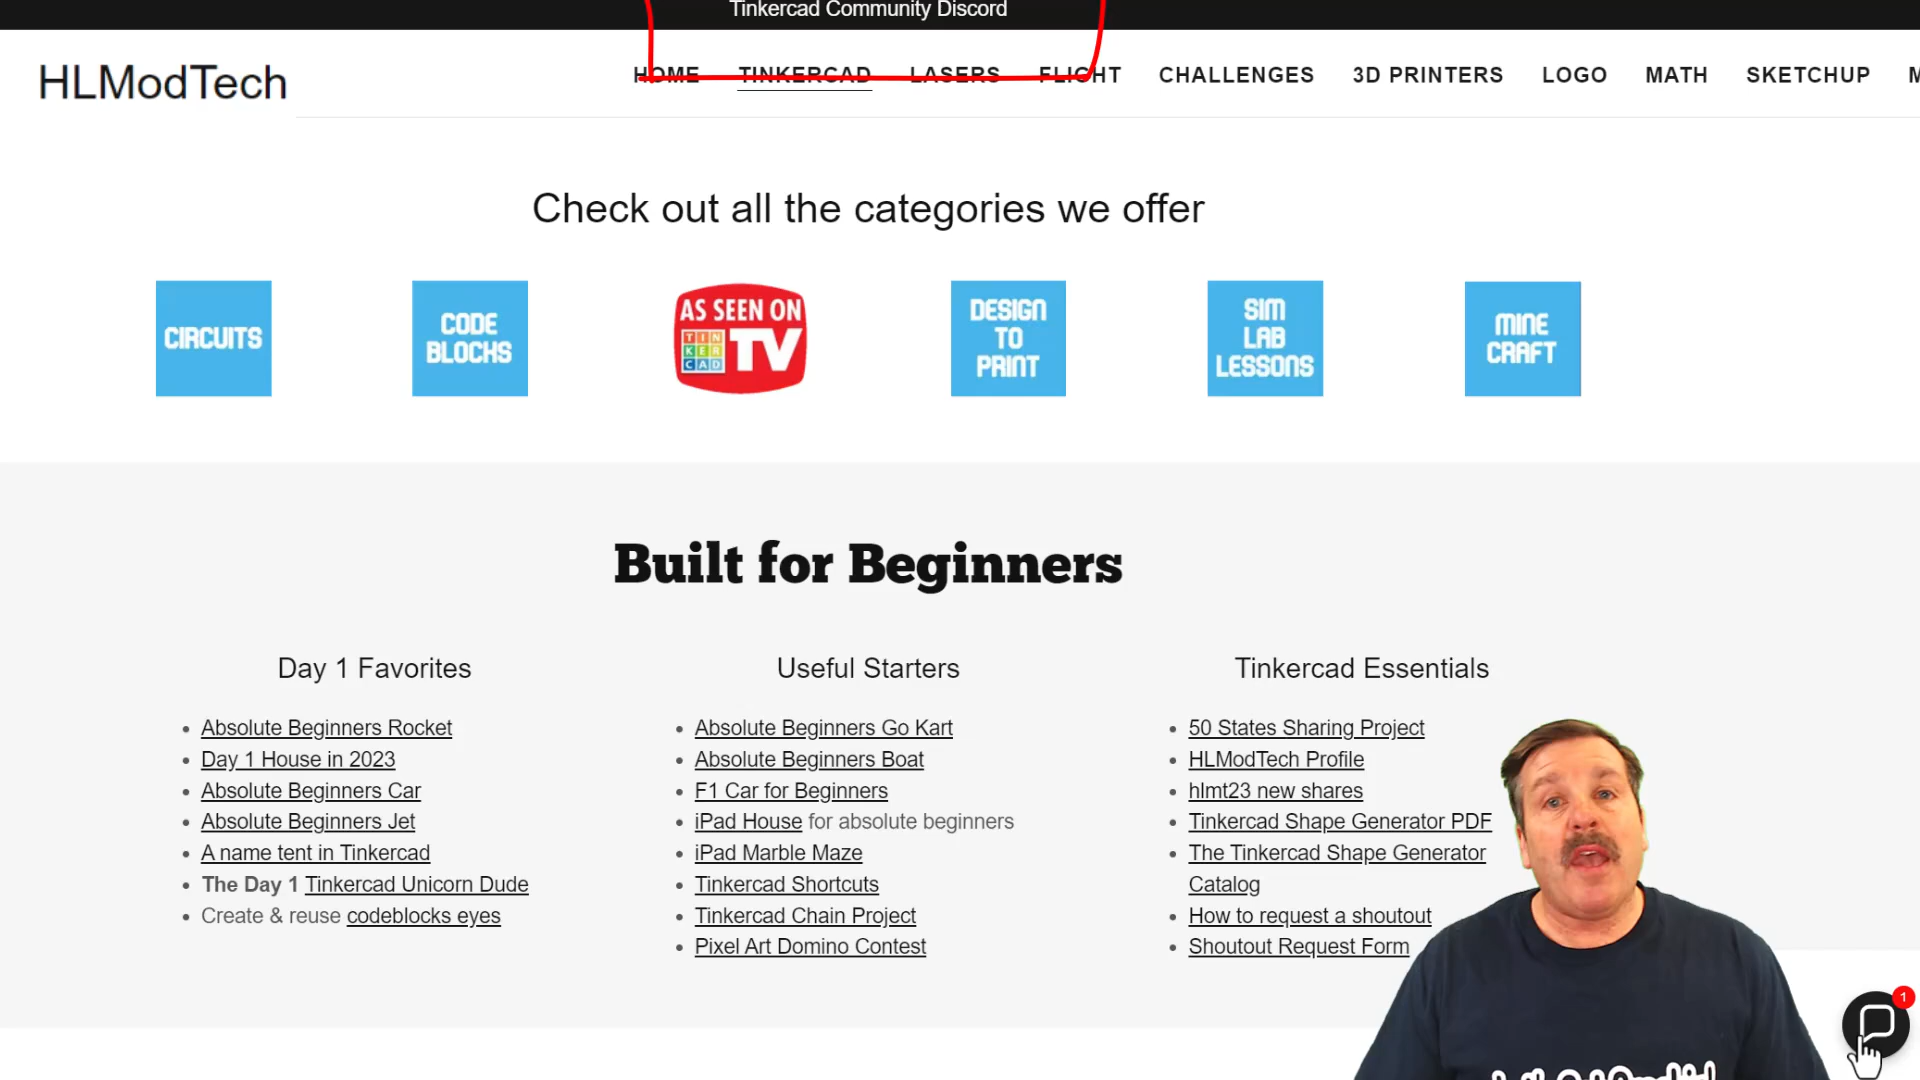 Tinkercad Community Discord
HLModTech
HOME TINKERCAD LASERS FLIGHT CHALLENGES 3D PRINTERS LOGO MATH SKETCHUP M
Check out all the categories we offer
CIRCUITS
CODE
BLOCKS
AS SEEN ON
TIN
KER
CAD
TV
DESIGN
TO
PRINT
SIM
LAB
LESSONS
MINE
CRAFT
Built for Beginners
Day 1 Favorites
Absolute Beginners Rocket
Day 1 House in 2023
Absolute Beginners Car
Absolute Beginners Jet
A name tent in Tinkercad
The Day 1 Tinkercad Unicorn Dude
Create & reuse codeblocks eyes
Useful Starters
Absolute Beginners Go Kart
Absolute Beginners Boat
F1 Car for Beginners
iPad House for absolute beginners
iPad Marble Maze
Tinkercad Shortcuts
Tinkercad Chain Project
Pixel Art Domino Contest
Tinkercad Essentials
50 States Sharing Project
HLModTech Profile
hlmt23 new shares
Tinkercad Shape Generator PDF
The Tinkercad Shape Generator
Catalog
How to request a shoutout
Shoutout Request Form
1